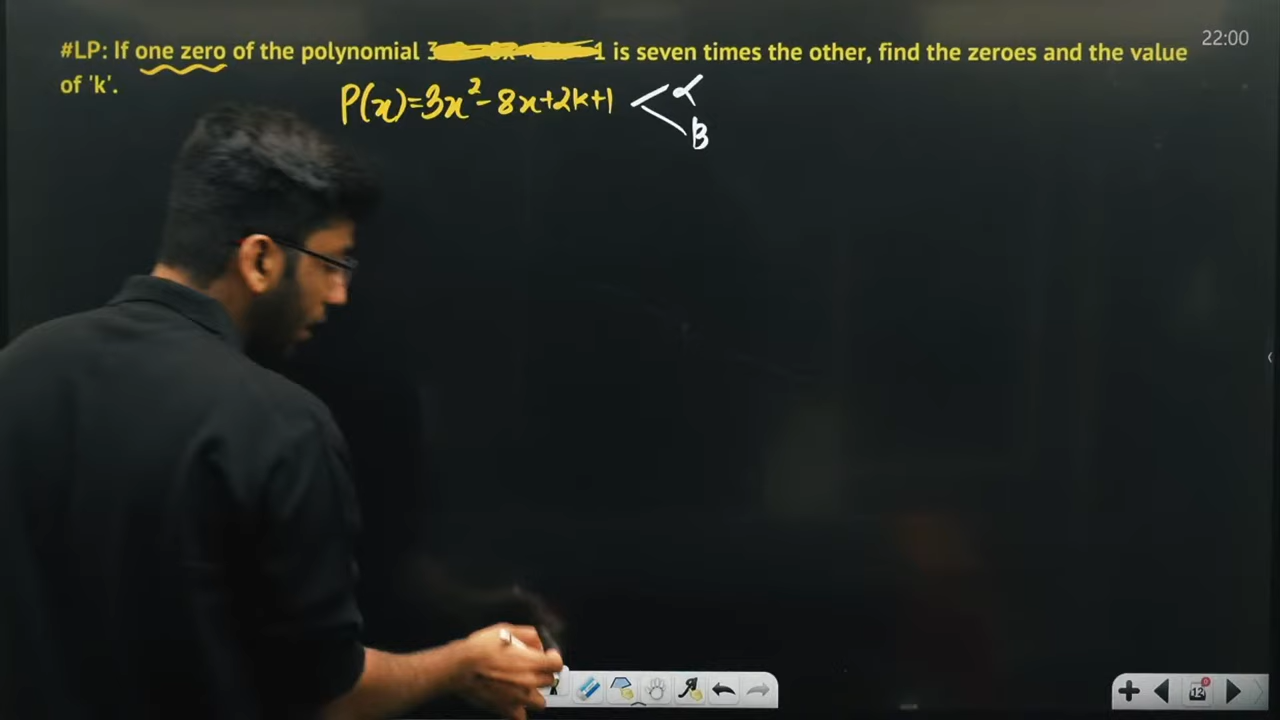 22:00
#LP: If one zero of the polynomial 3 1 is seven times the other, find the zeroes and the value
of 'k'.
P(x)=3x²-8x+2k+1
α
β
12